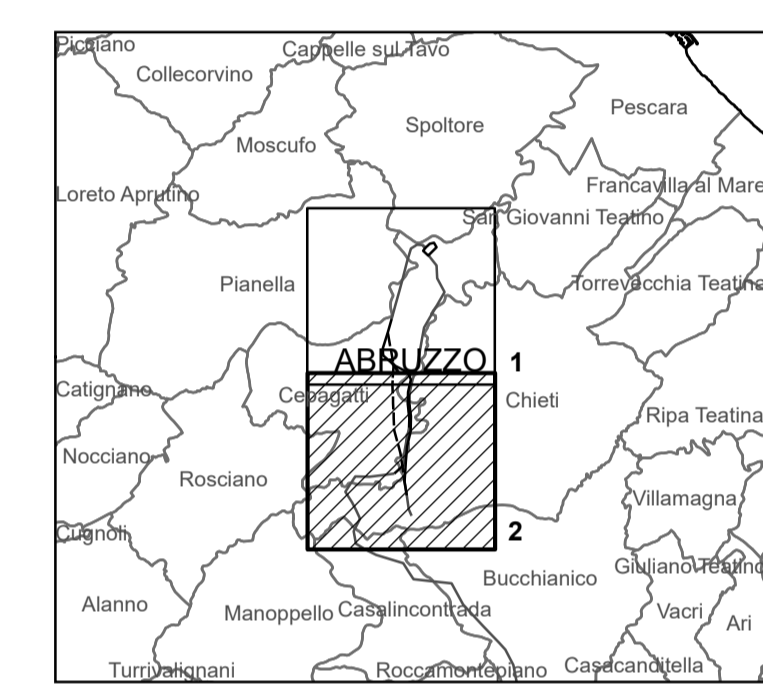 Picciano
Cappelle sul Tavo
Collecorvino
Pescara
Spoltore
Moscufo
Francavilla al Mare
Loreto Aprutino
San Giovanni Teatino
Pianella
Torrevecchia Teatina
ABRUZZO
1
Catignano
Cepagatti
Chieti
Ripa Teatina
Nocciano
Rosciano
Villamagna
Cugnoli
2
Giuliano Teatino
Bucchianico
Alanno
Manoppello
Casalincontrada
Vacri
Ari
Turrivalignani
Roccamontepiano
Casacanditella